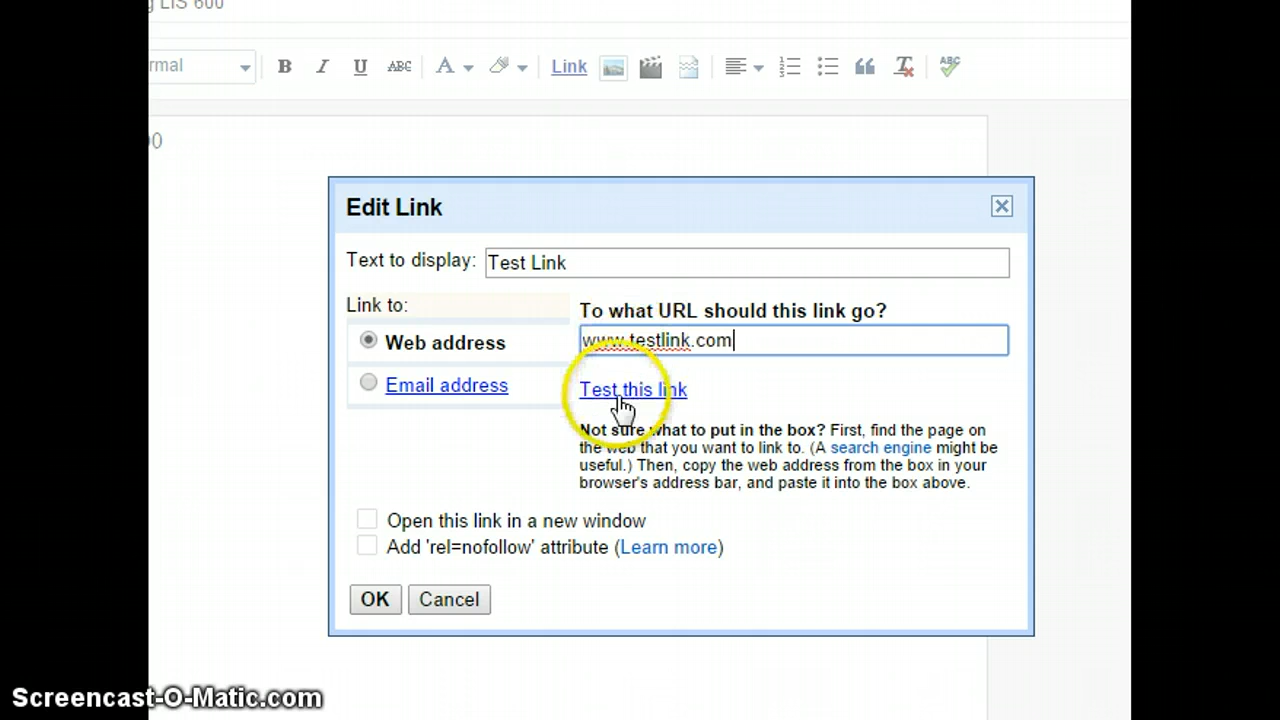 g LIS 600
rmal B I U ABC A Link ABC
00
Edit Link
Text to display: Test Link
Link to:
To what URL should this link go?
Web address
www.testlink.com
Email address
Test this link
Not sure what to put in the box? First, find the page on
the web that you want to link to. (A search engine might be
useful.) Then, copy the web address from the box in your
browser's address bar, and paste it into the box above.
Open this link in a new window
Add 'rel=nofollow' attribute (Learn more)
OK Cancel
Screencast-O-Matic.com